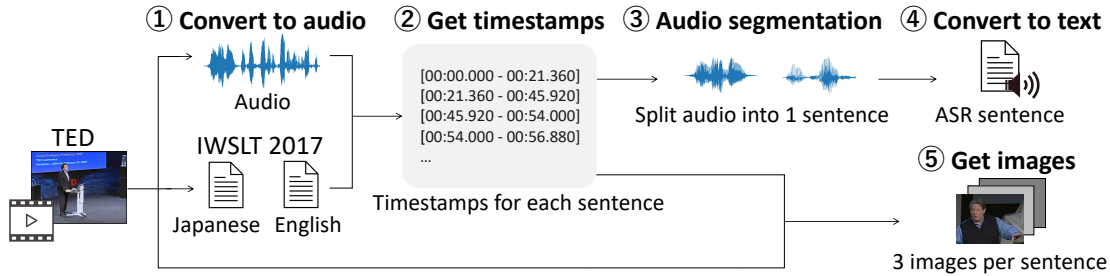 ① Convert to audio
② Get timestamps
③ Audio segmentation
④ Convert to text
Audio
[00:00.000 - 00:21.360]
[00:21.360 - 00:45.920]
[00:45.920 - 00:54.000]
[00:54.000 - 00:56.880]
...
Split audio into 1 sentence
ASR sentence
TED
IWSLT 2017
Japanese
English
Timestamps for each sentence
⑤ Get images
3 images per sentence